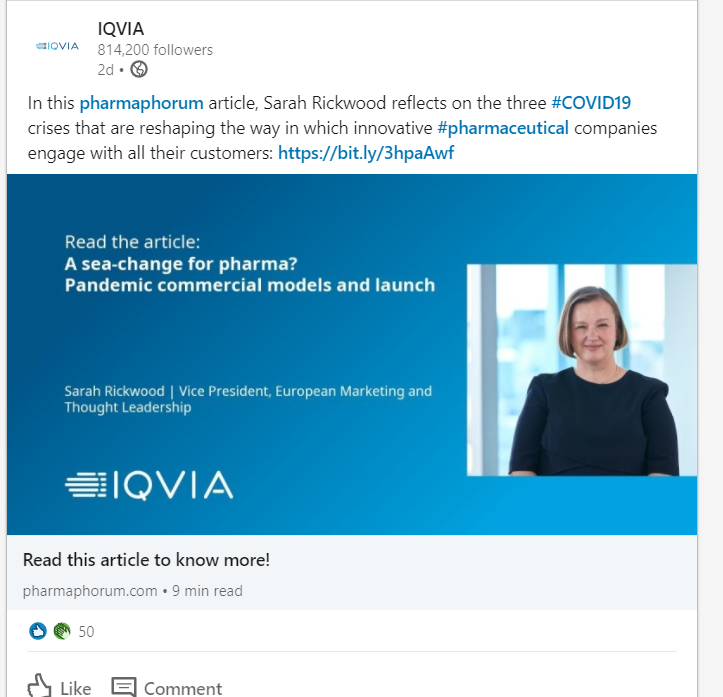 IQVIA
IQVIA
814,200 followers
2d •
In this pharmaphorum article, Sarah Rickwood reflects on the three #COVID19
crises that are reshaping the way in which innovative #pharmaceutical companies
engage with all their customers: https://bit.ly/3hpaAwf
Read the article:
A sea-change for pharma?
Pandemic commercial models and launch
Sarah Rickwood | Vice President, European Marketing and
Thought Leadership
IQVIA
Read this article to know more!
pharmaphorum.com • 9 min read
50
Like Comment